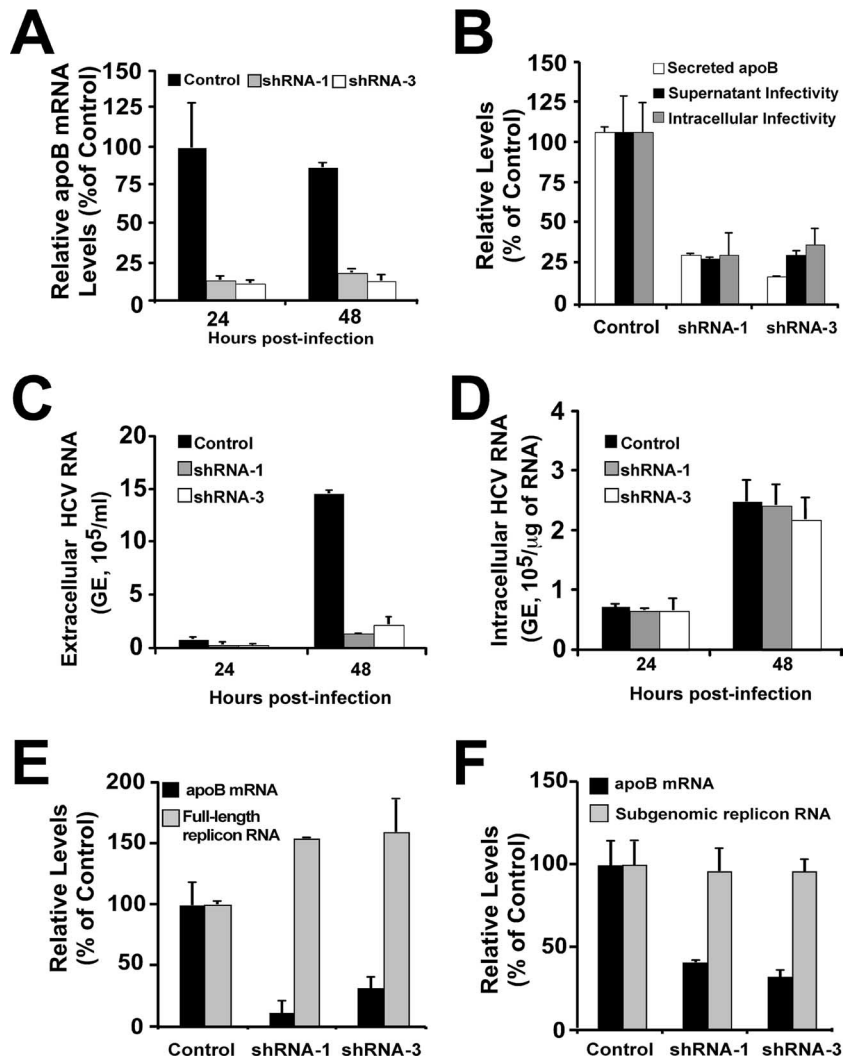 A
Relative apoB mRNA
Levels (%of Control)
150
125
100
75
50
25
0
Control shRNA-1 shRNA-3
24 48
Hours post-infection
B
Relative Levels
(% of Control)
150
125
100
75
50
25
0
Secreted apoB
Supernatant Infectivity
Intracellular Infectivity
Control shRNA-1 shRNA-3
C
Extracellular HCV RNA
(GE, 10⁵/ml)
20
15
10
5
0
Control
shRNA-1
shRNA-3
24 48
Hours post-infection
D
Intracellular HCV RNA
(GE, 10⁵/µg of RNA)
4
3
2
1
0
Control
shRNA-1
shRNA-3
24 48
Hours post-infection
E
Relative Levels
(% of Control)
200
150
100
50
0
apoB mRNA
Full-length
replicon RNA
Control shRNA-1 shRNA-3
F
Relative Levels
(% of Control)
150
100
50
0
apoB mRNA
Subgenomic replicon RNA
Control shRNA-1 shRNA-3